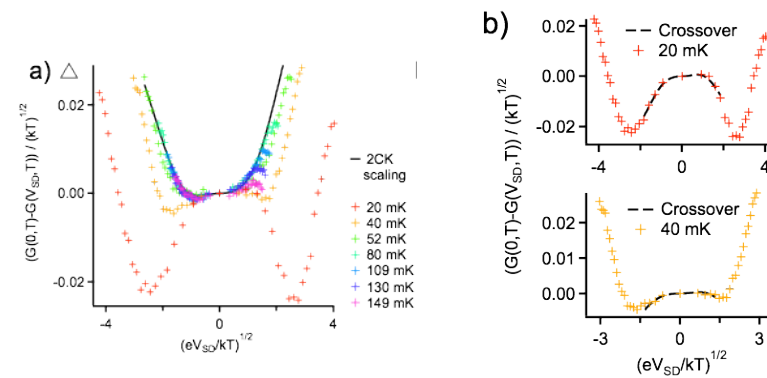 a) △
0.02
0.00
-0.02
(G(0,T)-G(V_SD,T)) / (kT)^1/2
-4
0
4
(eV_SD/kT)^1/2
2CK
scaling
20 mK
40 mK
52 mK
80 mK
109 mK
130 mK
149 mK
b)
0.02
0.00
-0.02
Crossover
20 mK
-4
0
4
(G(0,T)-G(V_SD,T)) / (kT)^1/2
0.02
0.01
0.00
Crossover
40 mK
-3
0
3
(eV_SD/kT)^1/2